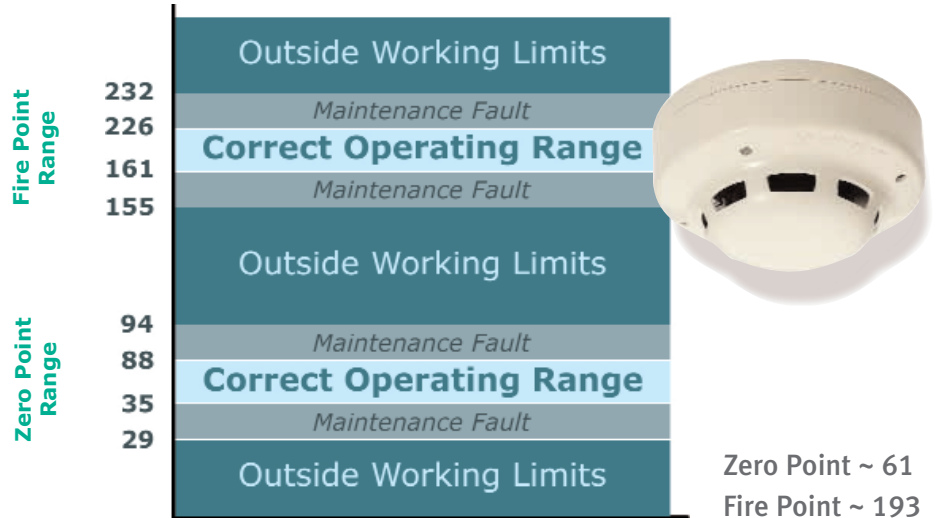 Fire Point
Range
Zero Point
Range
232
226
161
155
94
88
35
29
Outside Working Limits
Maintenance Fault
Correct Operating Range
Maintenance Fault
Outside Working Limits
Maintenance Fault
Correct Operating Range
Maintenance Fault
Outside Working Limits
Zero Point ~ 61
Fire Point ~ 193